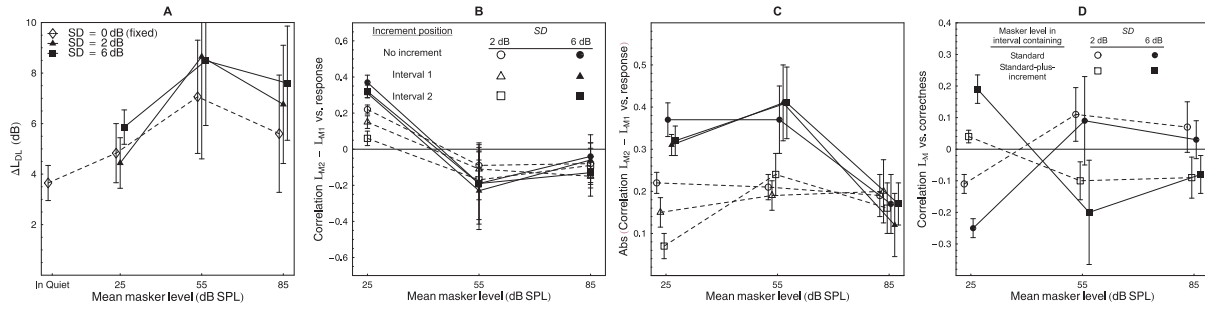 A
ΔL_DL (dB)
10
8
6
4
2
0
SD = 0 dB (fixed)
SD = 2 dB
SD = 6 dB
In Quiet 25 55 85
Mean masker level (dB SPL)
B
Correlation L_M2 – L_M1 vs. response
0.6
0.4
0.2
0
-0.2
-0.4
-0.6
Increment position SD
2 dB 6 dB
No increment
Interval 1
Interval 2
25 55 85
Mean masker level (dB SPL)
C
Abs (Correlation L_M2 – L_M1 vs. response)
0.5
0.4
0.3
0.2
0.1
25 55 85
Mean masker level (dB SPL)
D
Correlation L_M vs. correctness
0.4
0.3
0.2
0.1
0
-0.1
-0.2
-0.3
Masker level in
interval containing
SD
2 dB 6 dB
Standard
Standard-plus-
increment
25 55 85
Mean masker level (dB SPL)